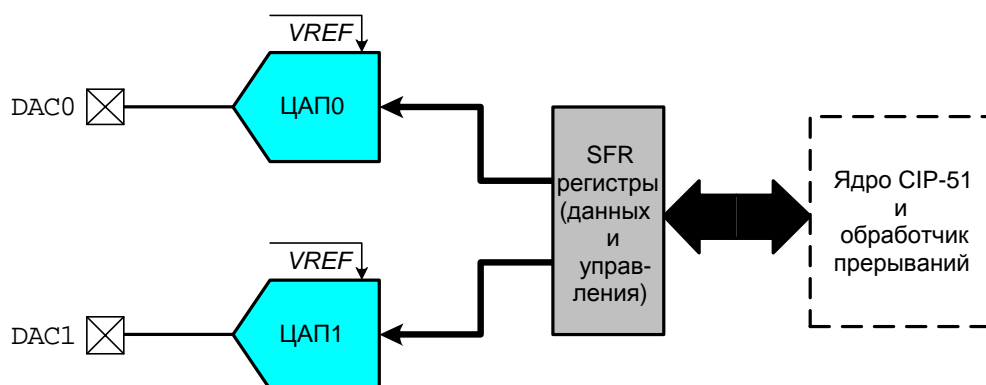 VREF
DAC0
ЦАП0
SFR
регистры
(данных
и
управ-
ления)
Ядро CIP-51
и
обработчик
прерываний
VREF
DAC1
ЦАП1